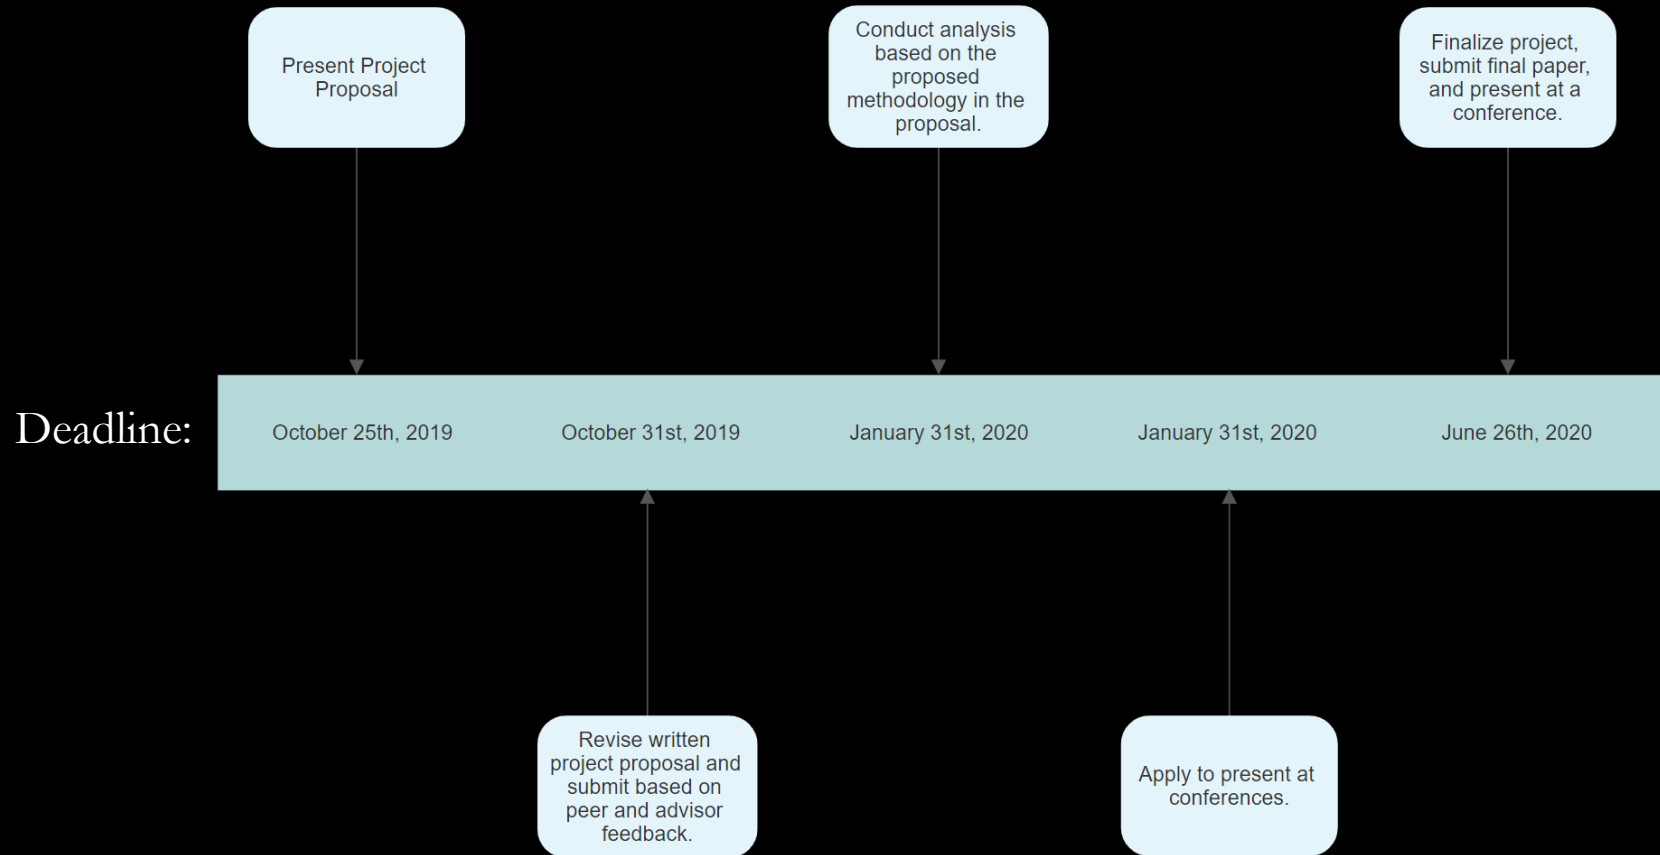 Present Project
Proposal
Conduct analysis
based on the
proposed
methodology in the
proposal.
Finalize project,
submit final paper,
and present at a
conference.
Deadline:
October 25th, 2019
October 31st, 2019
January 31st, 2020
January 31st, 2020
June 26th, 2020
Revise written
project proposal and
submit based on
peer and advisor
feedback.
Apply to present at
conferences.